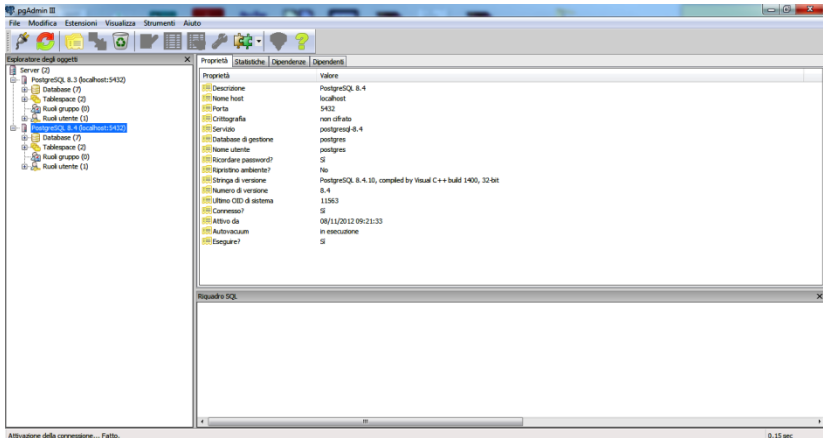 pgAdmin III
File Modifica Estensioni Visualizza Strumenti Aiuto
Esploratore degli oggetti
Server (2)
PostgreSQL 8.3 (localhost:5432)
Database (7)
Tablespace (2)
Ruoli gruppo (0)
Ruoli utente (1)
PostgreSQL 8.4 (localhost:5432)
Database (7)
Tablespace (2)
Ruoli gruppo (0)
Ruoli utente (1)
Proprietà Statistiche Dipendenze Dipendenti
Proprietà Valore
Descrizione PostgreSQL 8.4
Nome host localhost
Porta 5432
Crittografia non cifrato
Servizio postgresql-8.4
Database di gestione postgres
Nome utente postgres
Ricordare password? Sì
Ripristino ambiente? No
Stringa di versione PostgreSQL 8.4.10, compiled by Visual C++ build 1400, 32-bit
Numero di versione 8.4
Ultimo OID di sistema 11563
Connesso? Sì
Attivo da 08/11/2012 09:21:33
Autovacuum in esecuzione
Eseguire? Sì
Riquadro SQL
Attivazione della connessione... Fatto. 0.15 sec